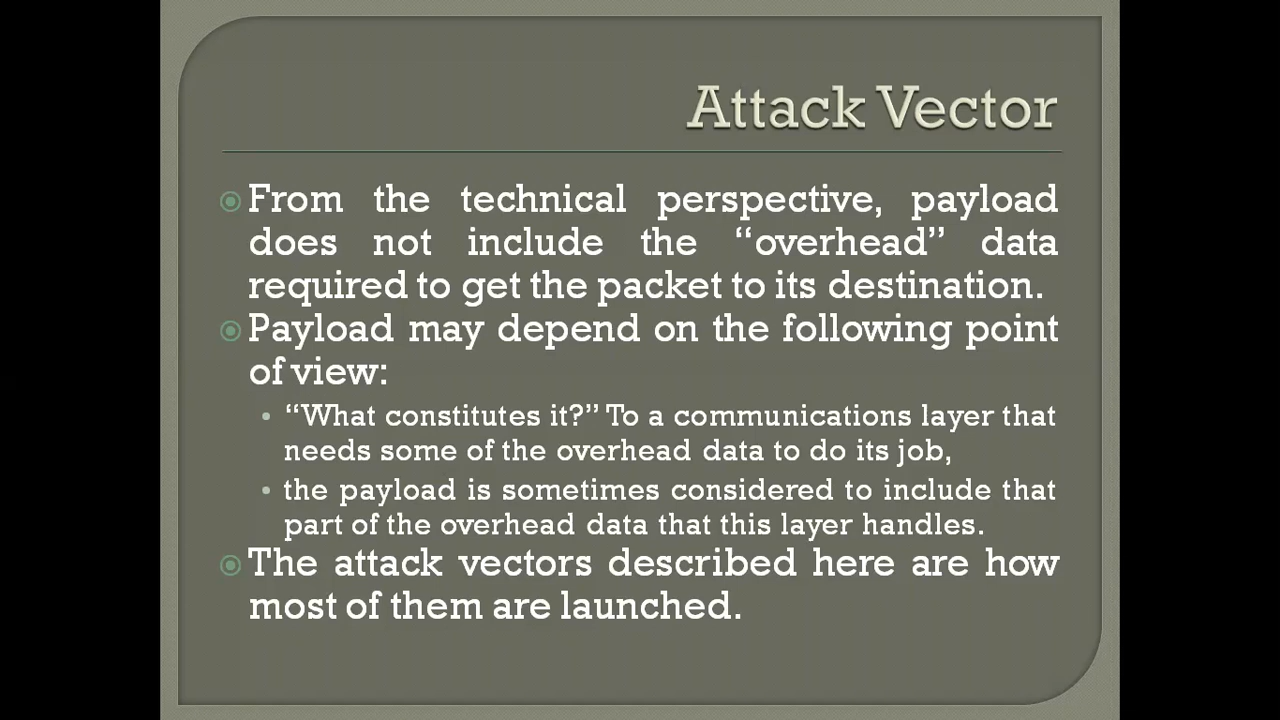 Attack Vector
From the technical perspective, payload
does not include the “overhead” data
required to get the packet to its destination.
Payload may depend on the following point
of view:
“What constitutes it?” To a communications layer that
needs some of the overhead data to do its job,
the payload is sometimes considered to include that
part of the overhead data that this layer handles.
The attack vectors described here are how
most of them are launched.